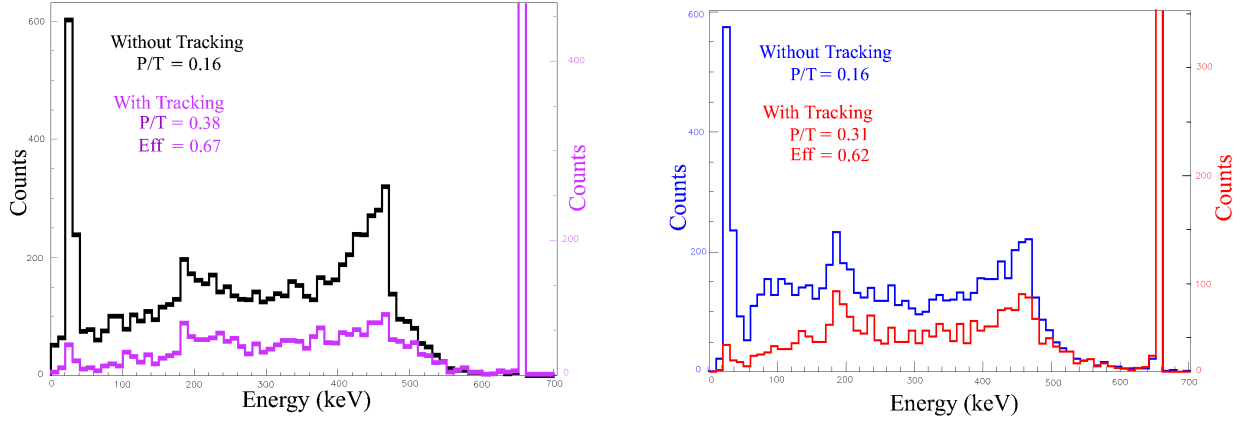 600
400
200
0
Counts
Without Tracking
P/T = 0.16
With Tracking
P/T = 0.38
Eff = 0.67
400
200
0
Counts
0 100 200 300 400 500 600 700
Energy (keV)
600
400
200
0
Counts
Without Tracking
P/T = 0.16
With Tracking
P/T = 0.31
Eff = 0.62
300
200
100
0
Counts
0 100 200 300 400 500 600 700
Energy (keV)